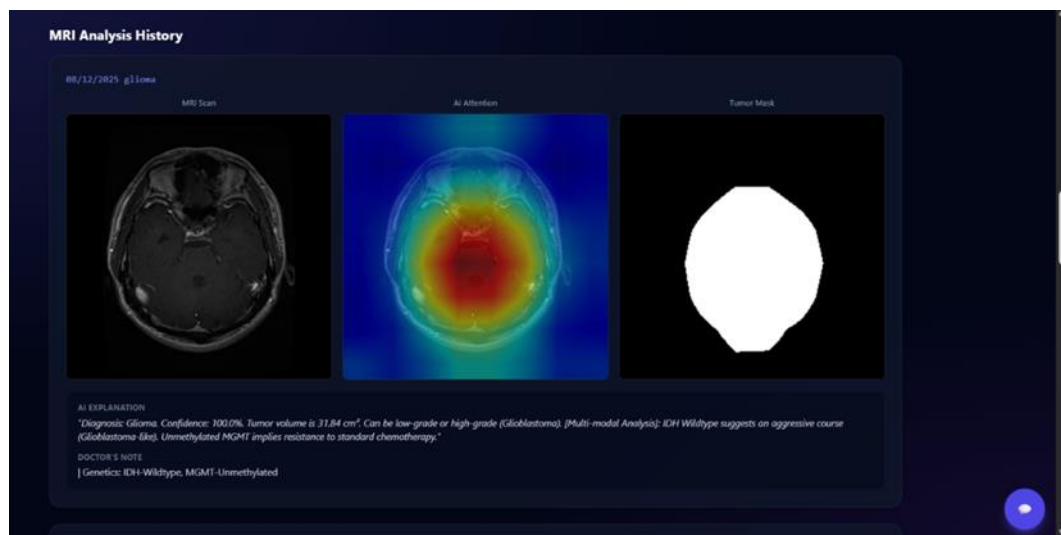 MRI Analysis History
08/12/2025 glioma
MRI Scan
AI Attention
Tumor Mask
AI EXPLANATION
"Diagnosis: Glioma. Confidence: 100.0%. Tumor volume is 31.84 cm². Can be low-grade or high-grade (Glioblastoma). [Multi-modal Analysis]: IDH Wildtype suggests an aggressive course
(Glioblastoma-like). Unmethylated MGMT implies resistance to standard chemotherapy."
DOCTOR'S NOTE
| Genetics: IDH-Wildtype, MGMT-Unmethylated